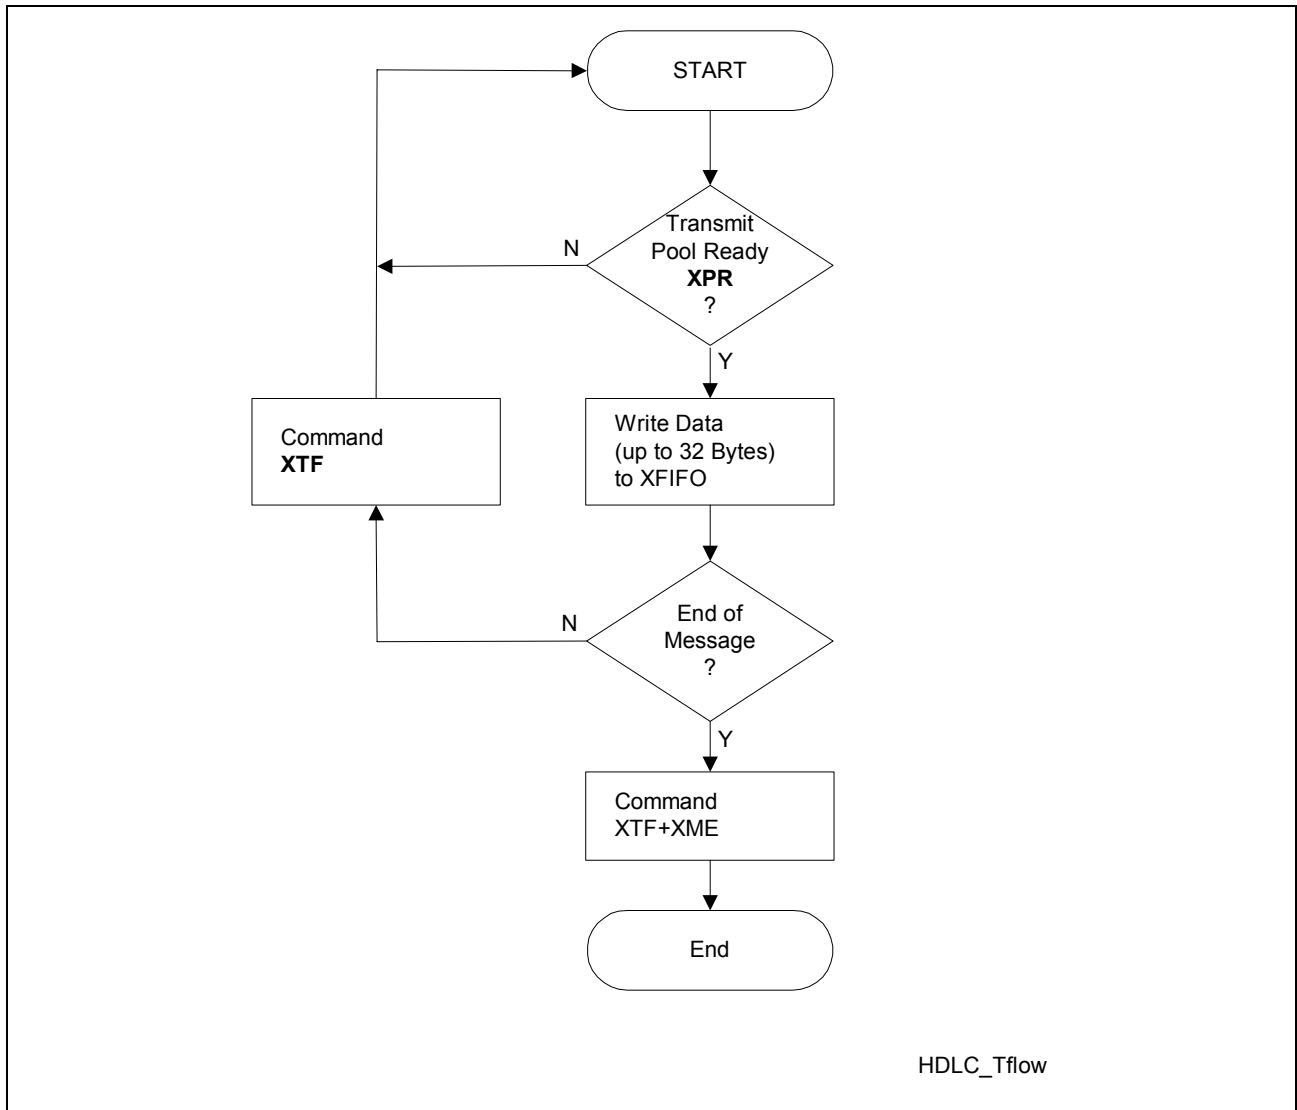 START
Transmit
Pool Ready
XPR
?
N
Y
Command
XTF
Write Data
(up to 32 Bytes)
to XFIFO
End of
Message
?
N
Y
Command
XTF+XME
End
HDLC_Tflow